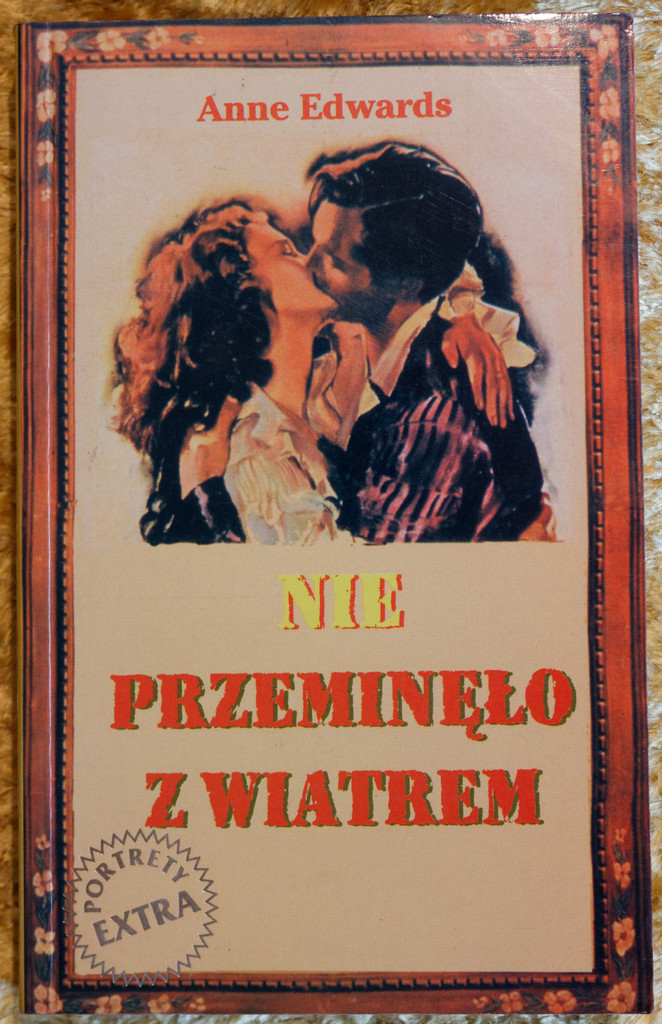 Anne Edwards
NIE
PRZEMINĘŁO
Z WIATREM
PORTRETY
EXTRA